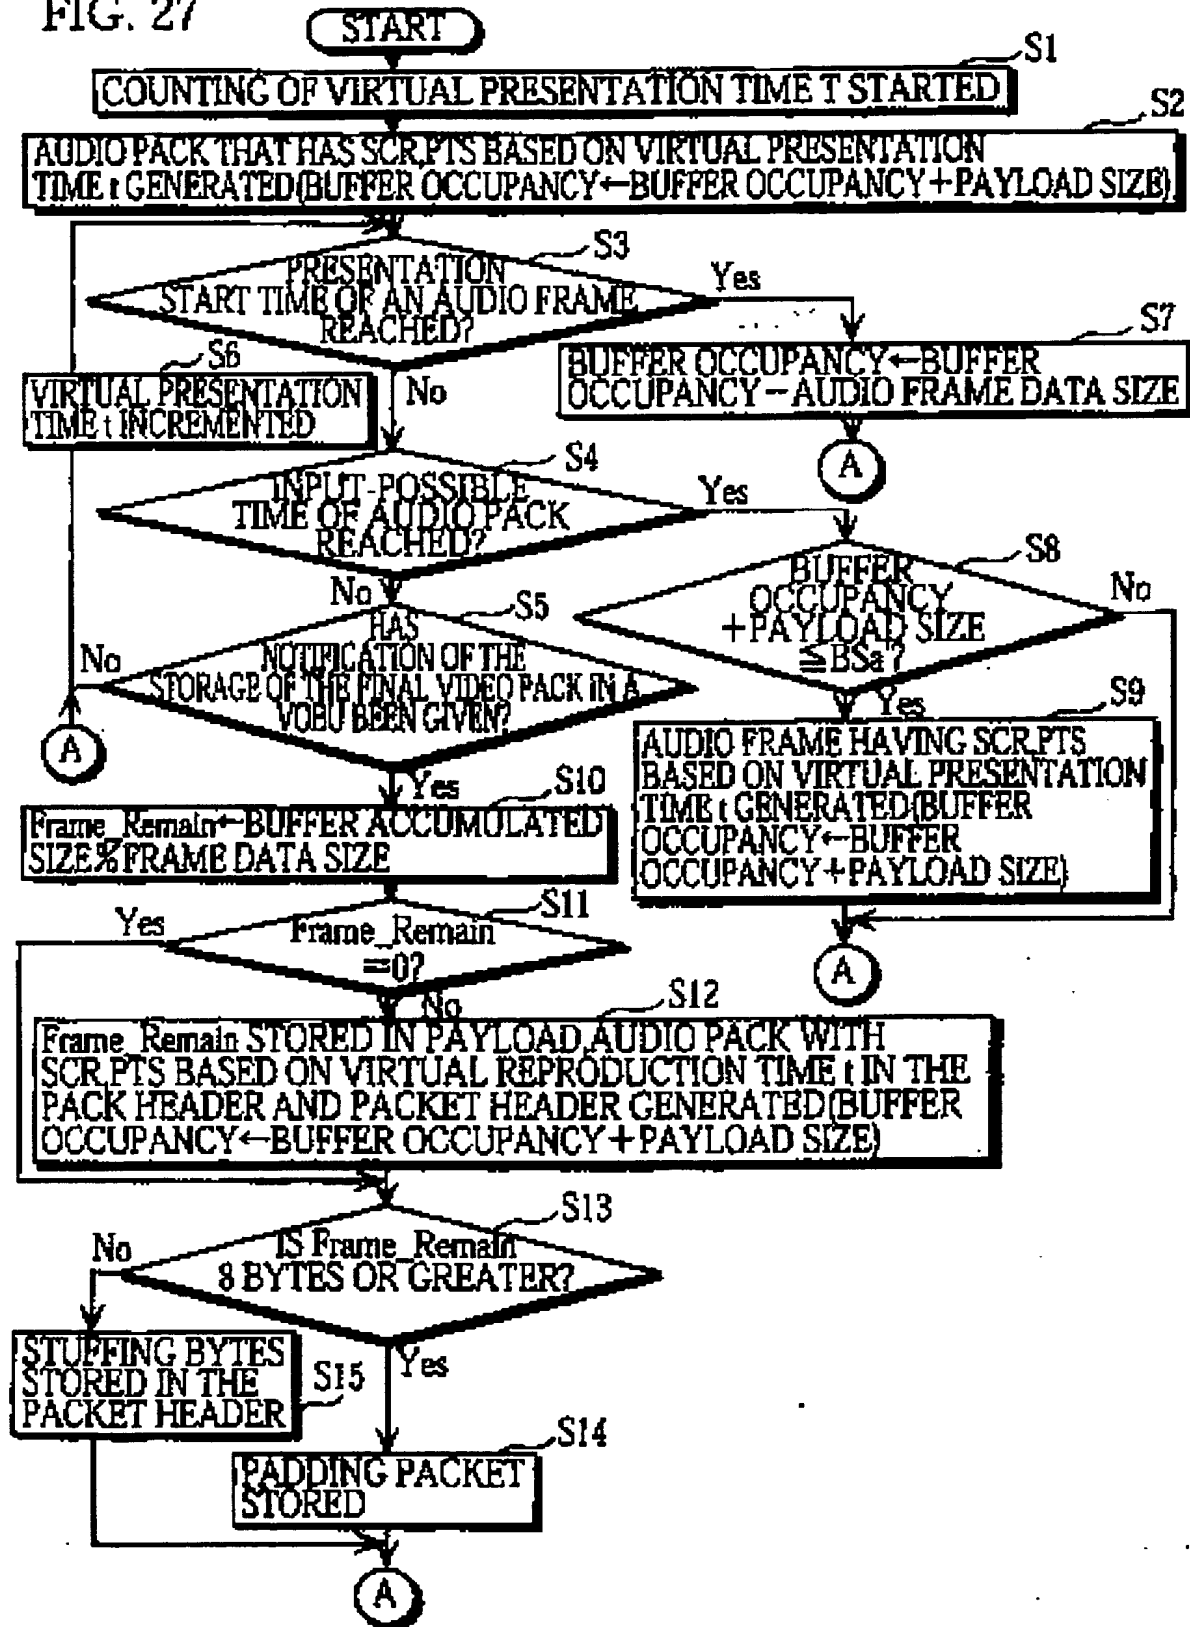 FIG. 27
START
S1
COUNTING OF VIRTUAL PRESENTATION TIME T STARTED
S2
AUDIO PACK THAT HAS SCR,PTS BASED ON VIRTUAL PRESENTATION
TIME t GENERATED(BUFFER OCCUPANCY←BUFFER OCCUPANCY+PAYLOAD SIZE)
S3
PRESENTATION
START TIME OF AN AUDIO FRAME
REACHED?
Yes
No
S6
VIRTUAL PRESENTATION
TIME t INCREMENTED
S7
BUFFER OCCUPANCY←BUFFER
OCCUPANCY－AUDIO FRAME DATA SIZE
A
S4
INPUT-POSSIBLE
TIME OF AUDIO PACK
REACHED?
Yes
No
S8
BUFFER
OCCUPANCY
+PAYLOAD SIZE
≦BSa'?
No
Yes
S5
HAS
NOTIFICATION OF THE
STORAGE OF THE FINAL VIDEO PACK IN A
VOBU BEEN GIVEN?
No
A
Yes
S9
AUDIO FRAME HAVING SCR,PTS
BASED ON VIRTUAL PRESENTATION
TIME t GENERATED(BUFFER
OCCUPANCY←BUFFER
OCCUPANCY+PAYLOAD SIZE)
A
S10
Frame_Remain←BUFFER ACCUMULATED
SIZE%FRAME DATA SIZE
S11
Frame_Remain
==0?
Yes
No
S12
Frame_Remain STORED IN PAYLOAD,AUDIO PACK WITH
SCR,PTS BASED ON VIRTUAL REPRODUCTION TIME t IN THE
PACK HEADER AND PACKET HEADER GENERATED(BUFFER
OCCUPANCY←BUFFER OCCUPANCY+PAYLOAD SIZE)
S13
IS Frame_Remain
8 BYTES OR GREATER?
No
Yes
S15
STUFFING BYTES
STORED IN THE
PACKET HEADER
S14
PADDING PACKET
STORED
A